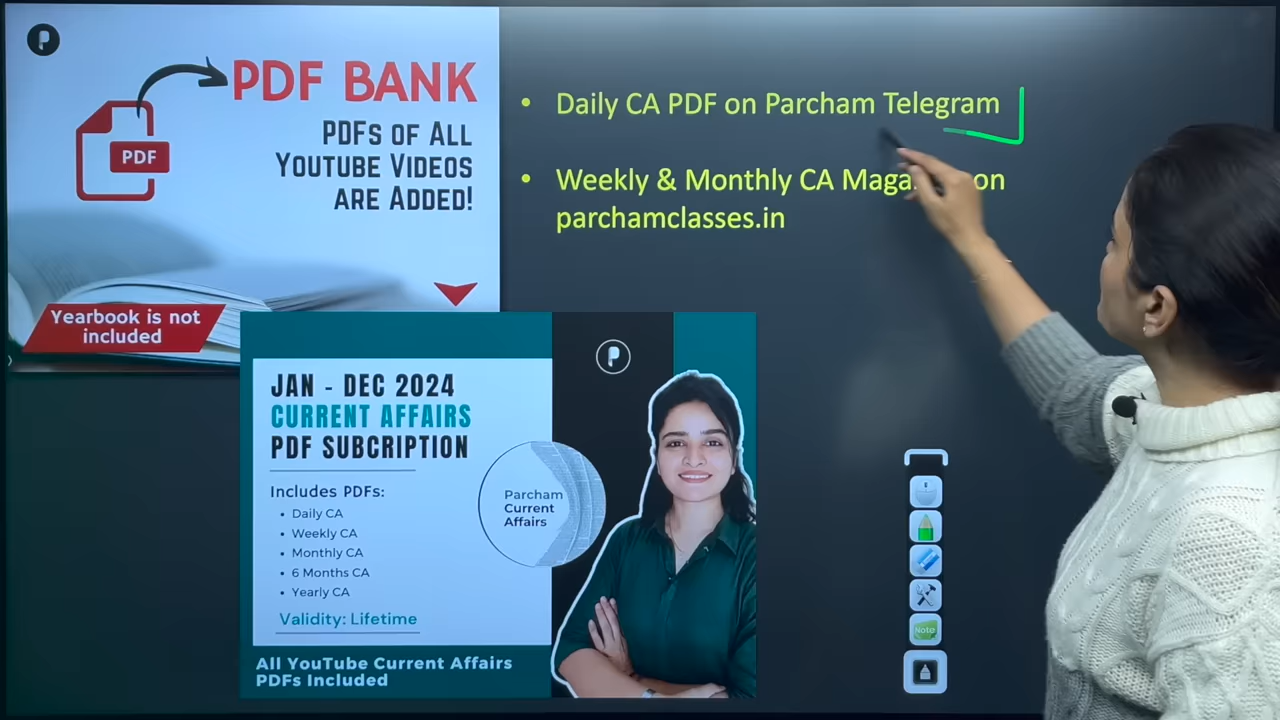 PDF BANK
PDFs of All
YouTube Videos
are Added!
PDF
Yearbook is not
included
• Daily CA PDF on Parcham Telegram
• Weekly & Monthly CA on
parchamclasses.in
JAN - DEC 2024
CURRENT AFFAIRS
PDF SUBCRIPTION
Includes PDFs:
• Daily CA
• Weekly CA
• Monthly CA
• 6 Months CA
• Yearly CA
Validity: Lifetime
Parcham
Current
Affairs
All YouTube Current Affairs
PDFs Included
Note